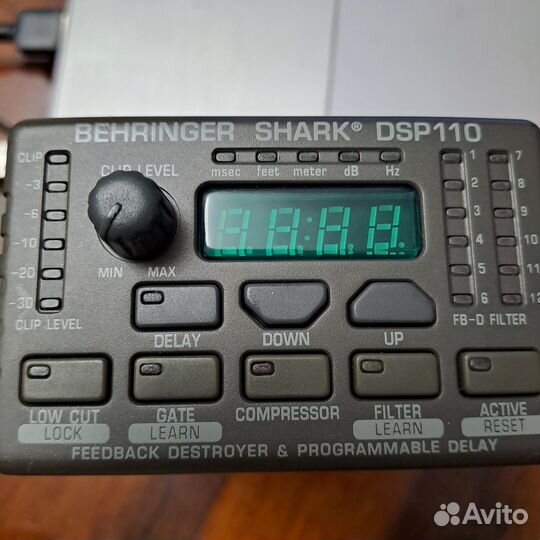 BEHRINGER SHARK® DSP110
CLIP
-3
-6
-10
-20
-30
CLIP LEVEL
CLIP LEVEL
MIN MAX
msec feet meter dB Hz
1 7
2 8
3 9
4 10
5 11
6 12
FB-D FILTER
DELAY DOWN UP
LOW CUT GATE COMPRESSOR FILTER ACTIVE
LOCK LEARN LEARN RESET
FEEDBACK DESTROYER & PROGRAMMABLE DELAY
Avito